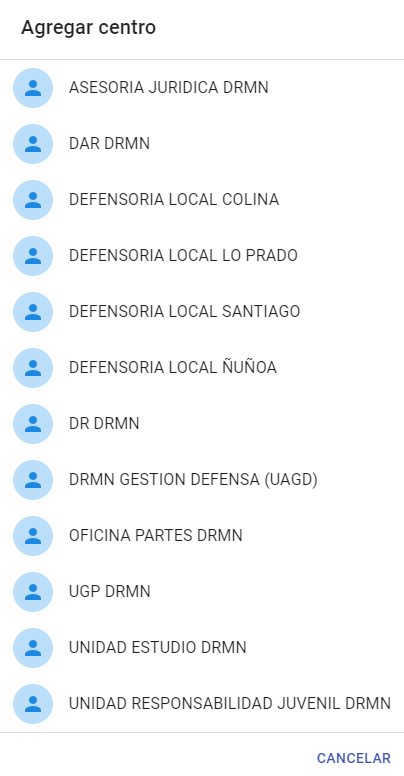 Agregar centro
ASESORIA JURIDICA DRMN
DAR DRMN
DEFENSORIA LOCAL COLINA
DEFENSORIA LOCAL LO PRADO
DEFENSORIA LOCAL SANTIAGO
DEFENSORIA LOCAL ÑUÑOA
DR DRMN
DRMN GESTION DEFENSA (UAGD)
OFICINA PARTES DRMN
UGP DRMN
UNIDAD ESTUDIO DRMN
UNIDAD RESPONSABILIDAD JUVENIL DRMN
CANCELAR